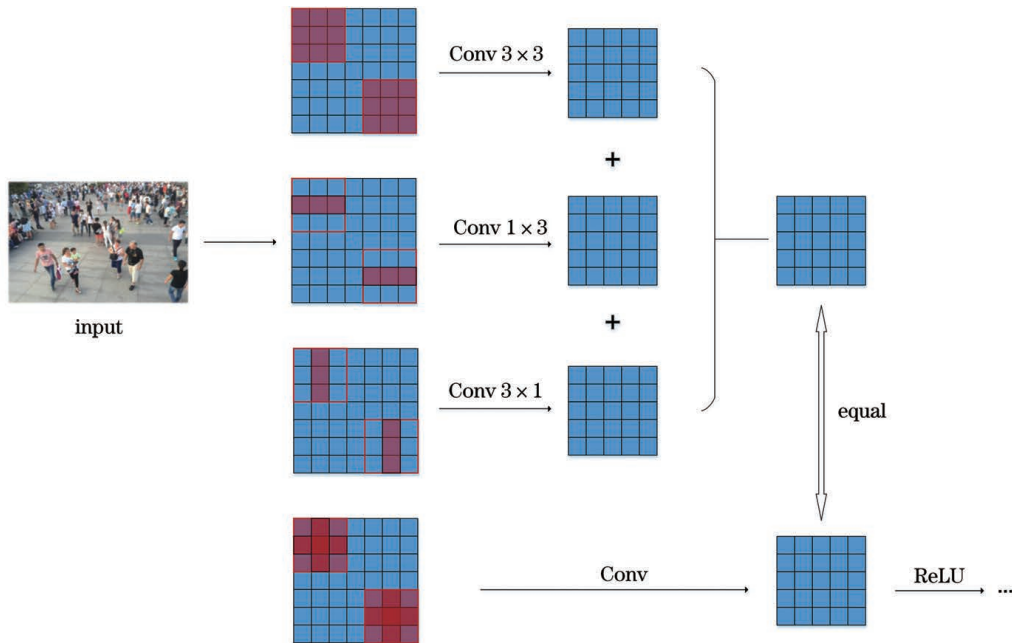 Conv 3 × 3
+
input
Conv 1 × 3
+
Conv 3 × 1
equal
Conv
ReLU
...